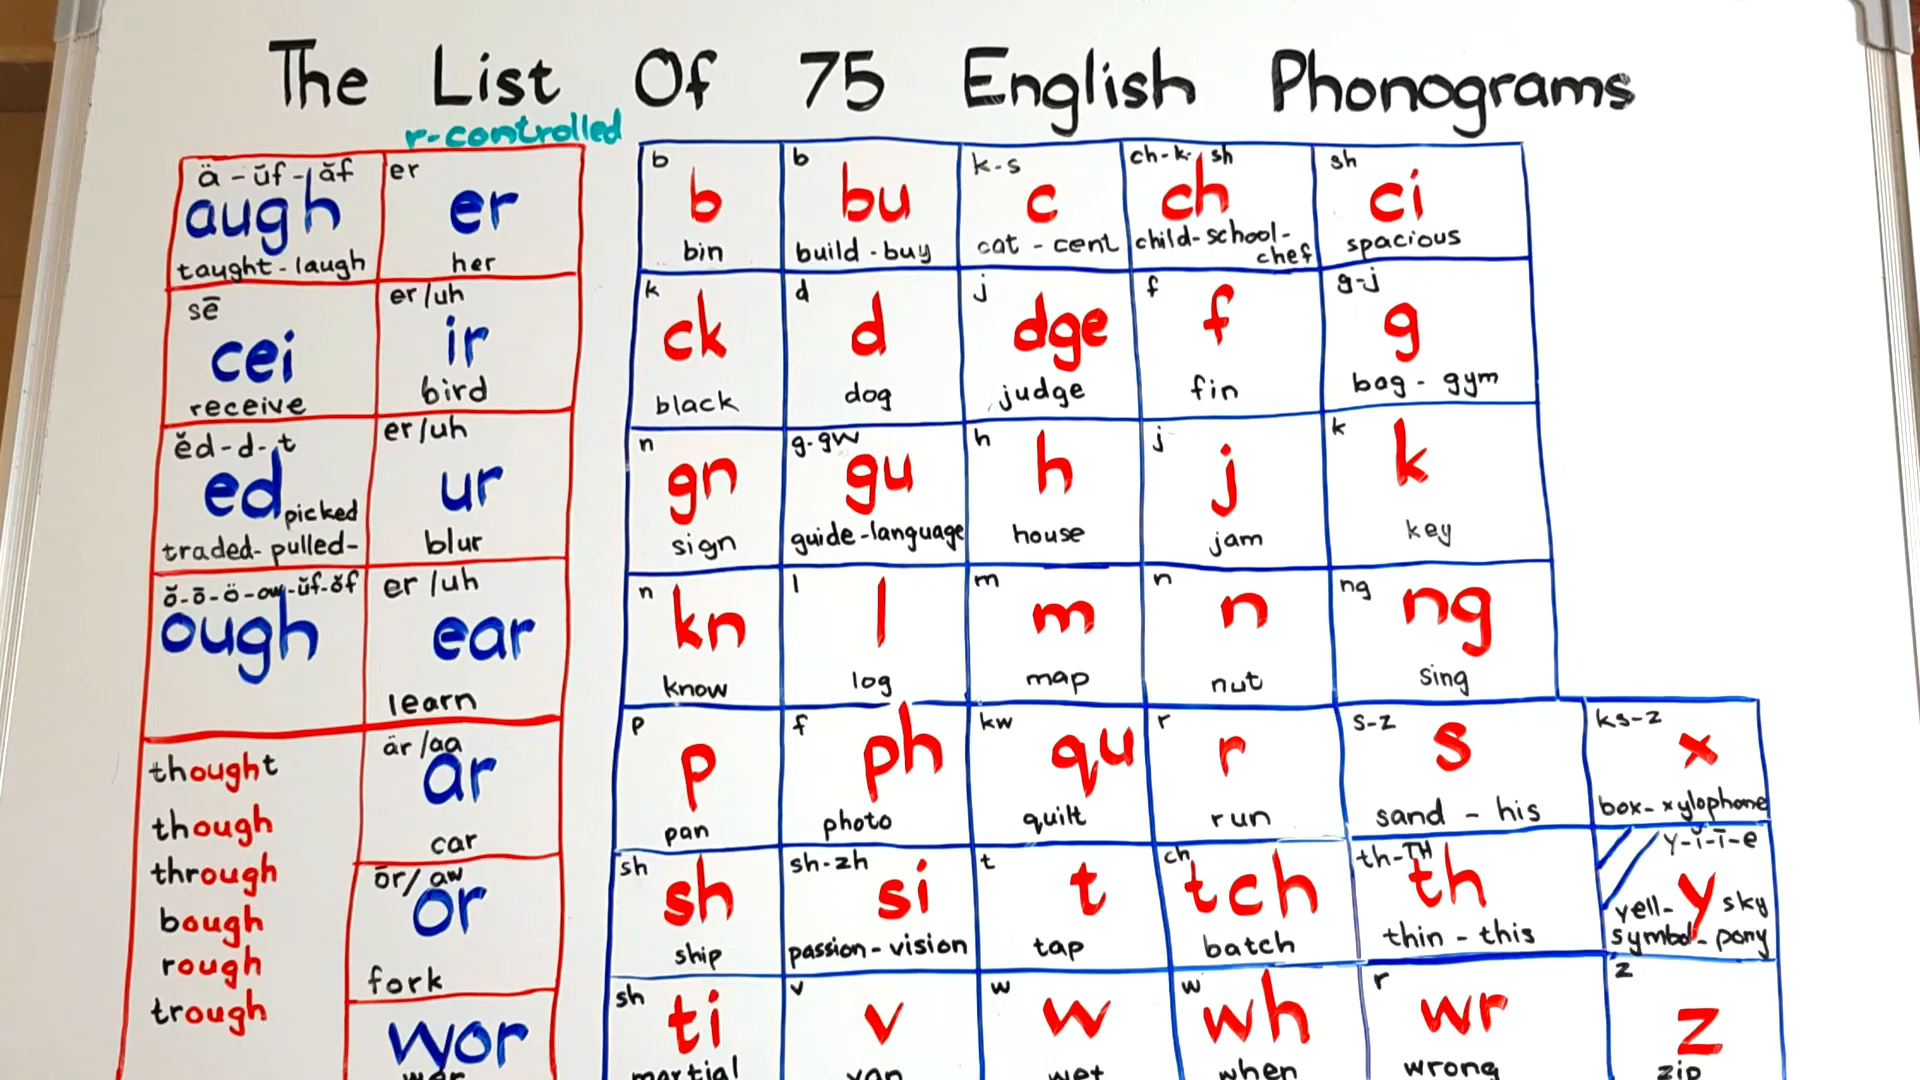 The List Of 75 English Phonograms
r-controlled
ä - ŭf - ăf
augh
taught - laugh
er
er
her
sē
cei
receive
er/uh
ir
bird
ĕd - d - t
ed
picked
traded - pulled -
er/uh
ur
blur
ŏ-ō-ö-ow-ŭf-ŏf
ough
er/uh
ear
learn
thought
though
through
bough
rough
trough
är/aa
ar
car
ōr/aw
or
fork
wor
b
b
bin
b
bu
build - buy
k-s
c
cat - cent
ch-k-sh
ch
child - school -
chef
sh
ci
spacious
k
ck
black
d
d
dog
j
dge
judge
f
f
fin
g-j
g
bag - gym
n
gn
sign
g-gw
gu
guide - language
h
h
house
j
j
jam
k
k
key
n
kn
know
l
l
log
m
m
map
n
n
nut
ng
ng
sing
p
p
pan
f
ph
photo
kw
qu
quilt
r
r
run
s-z
s
sand - his
ks-z
x
box - xylophone
sh
sh
ship
sh-zh
si
passion - vision
t
t
tap
ch
tch
batch
th-TH
th
thin - this
y-ĭ-ī-e
y
yell- sky
symbol- pony
sh
ti
martial
v
v
van
w
w
wet
w
wh
when
r
wr
wrong
z
z
zip